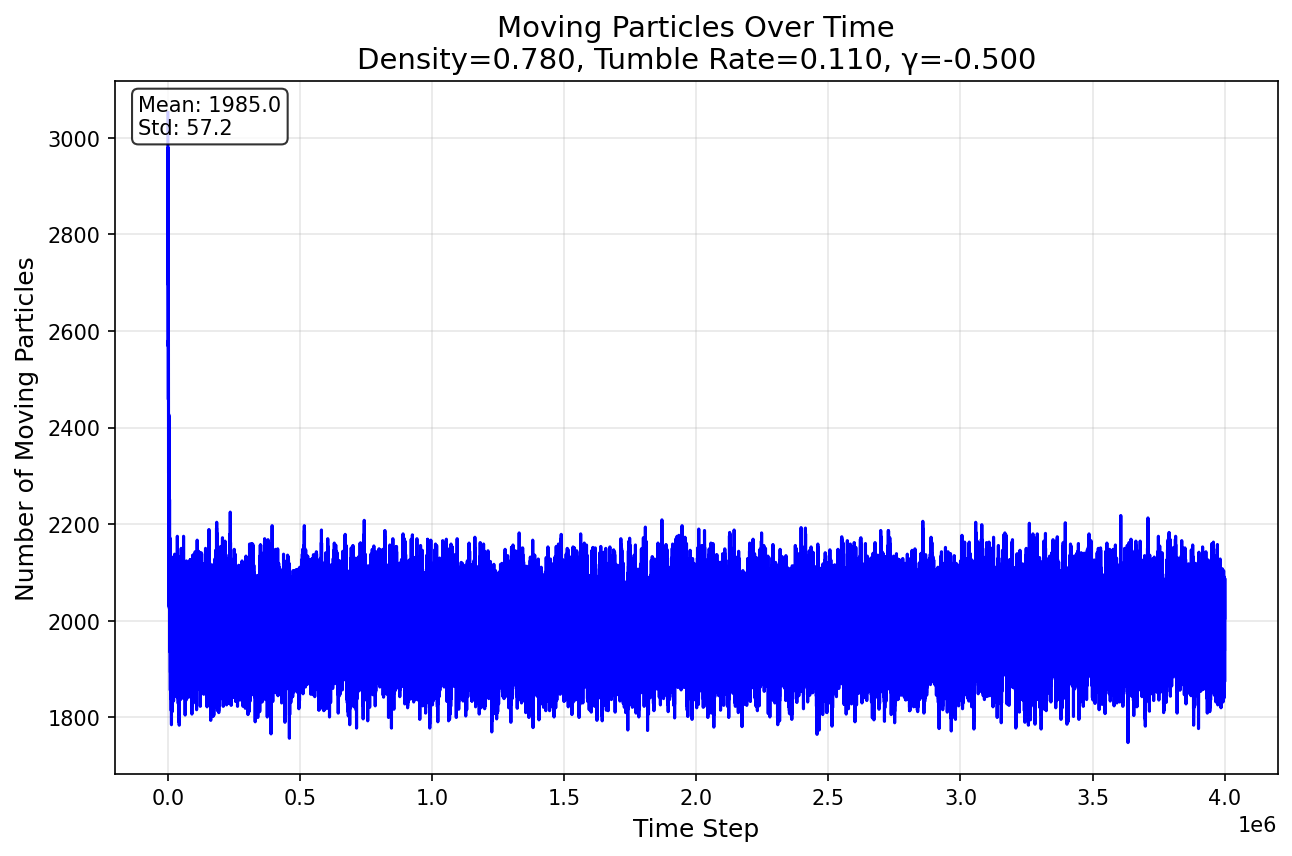 Moving Particles Over Time
Density=0.780, Tumble Rate=0.110, γ=-0.500
Mean: 1985.0
Std: 57.2
Number of Moving Particles
3000
2800
2600
2400
2200
2000
1800
0.0 0.5 1.0 1.5 2.0 2.5 3.0 3.5 4.0
1e6
Time Step